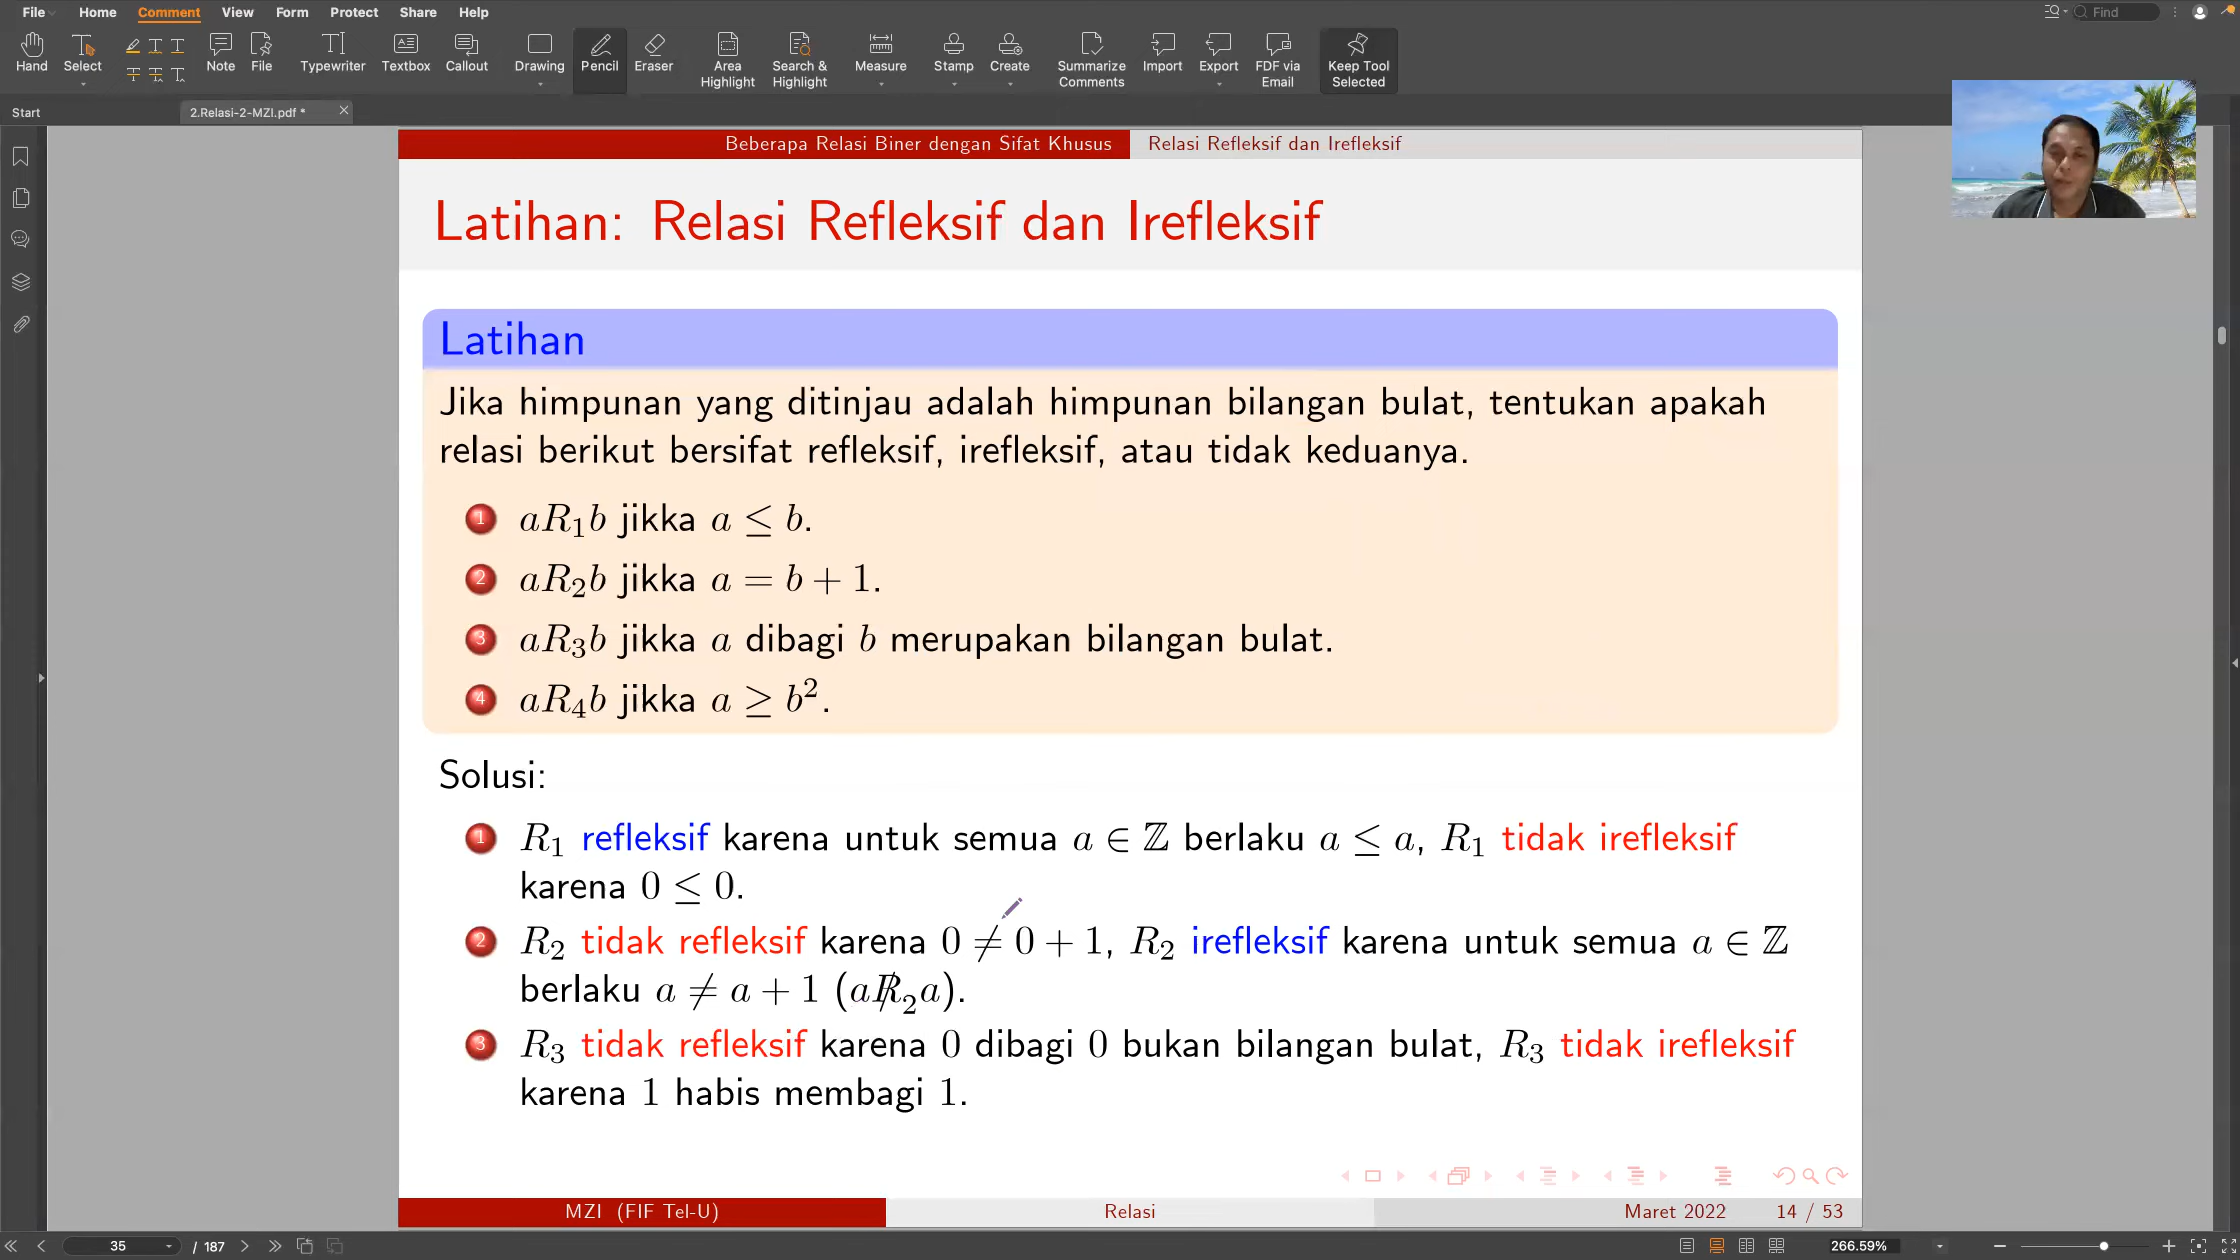 File Home Comment View Form Protect Share Help Find
Hand Select Note File Typewriter Textbox Callout Drawing Pencil Eraser Area Highlight Search & Highlight Measure Stamp Create Summarize Comments Import Export FDF via Email Keep Tool Selected
Start 2.Relasi-2-MZI.pdf *
Beberapa Relasi Biner dengan Sifat Khusus Relasi Refleksif dan Irefleksif
Latihan: Relasi Refleksif dan Irefleksif
Latihan
Jika himpunan yang ditinjau adalah himpunan bilangan bulat, tentukan apakah
relasi berikut bersifat refleksif, irefleksif, atau tidak keduanya.
1 aR₁b jikka a ≤ b.
2 aR₂b jikka a = b + 1.
3 aR₃b jikka a dibagi b merupakan bilangan bulat.
4 aR₄b jikka a ≥ b².
Solusi:
1 R₁ refleksif karena untuk semua a ∈ ℤ berlaku a ≤ a, R₁ tidak irefleksif
karena 0 ≤ 0.
2 R₂ tidak refleksif karena 0 ≠ 0 + 1, R₂ irefleksif karena untuk semua a ∈ ℤ
berlaku a ≠ a + 1 (aR̸₂a).
3 R₃ tidak refleksif karena 0 dibagi 0 bukan bilangan bulat, R₃ tidak irefleksif
karena 1 habis membagi 1.
MZI (FIF Tel-U) Relasi Maret 2022 14 / 53
35 / 187 266.59%